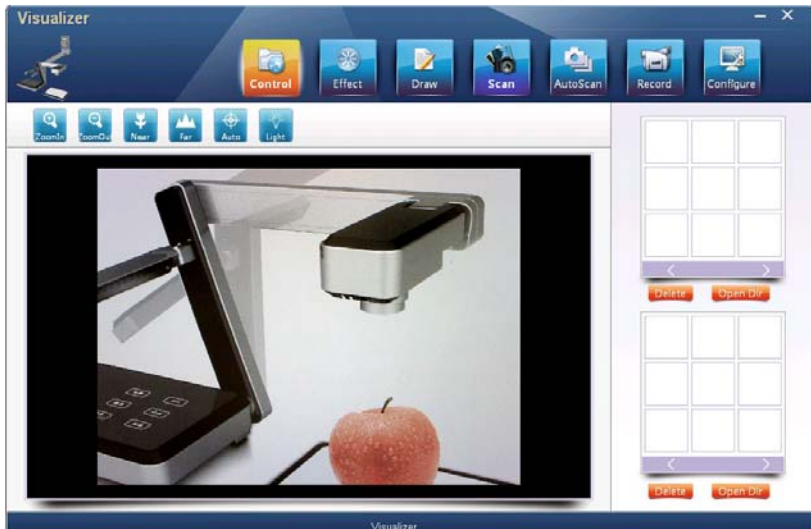 Visualizer
Control Effect Draw Scan AutoScan Record Configure
ZoomIn ZoomOut Near Far Auto Light
Delete Open Dir
Delete Open Dir
Visualizer